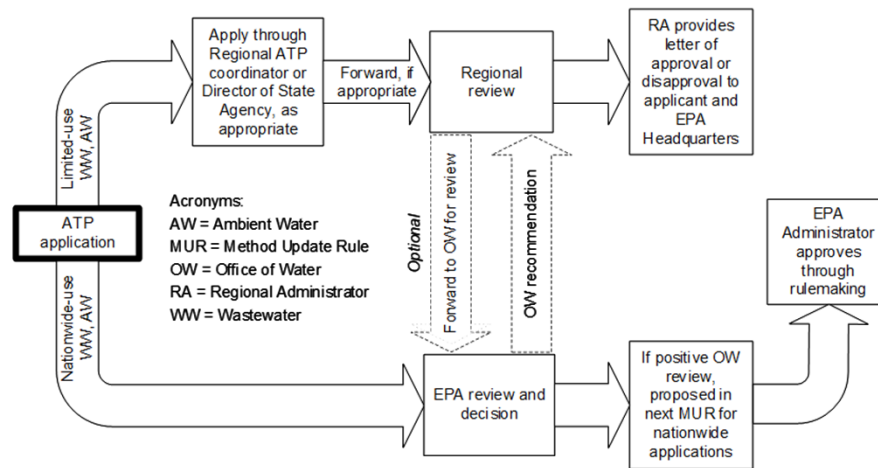 Apply through
Regional ATP
coordinator or
Director of State
Agency, as
appropriate
Forward, if
appropriate
Regional
review
RA provides
letter of
approval or
disapproval to
applicant and
EPA
Headquarters
Limited-use
WW, AW
ATP
application
Nationwide-use
WW, AW
Acronyms:
AW = Ambient Water
MUR = Method Update Rule
OW = Office of Water
RA = Regional Administrator
WW = Wastewater
Optional
Forward to OW for review
OW recommendation
EPA
Administrator
approves
through
rulemaking
EPA review and
decision
If positive OW
review,
proposed in
next MUR for
nationwide
applications